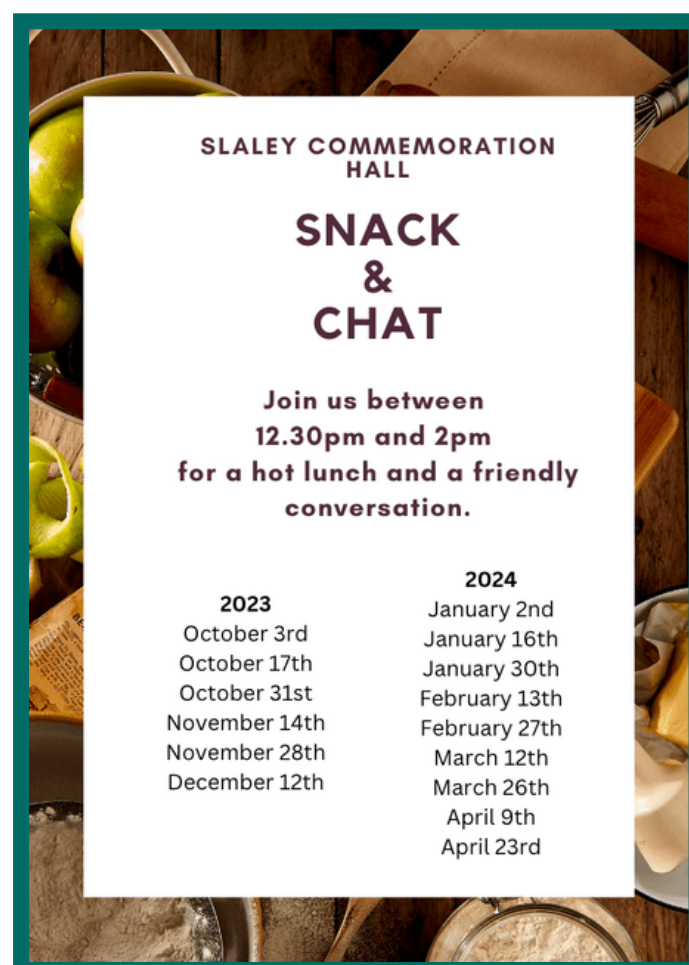 SLALEY COMMEMORATION
HALL
SNACK
&
CHAT
Join us between
12.30pm and 2pm
for a hot lunch and a friendly
conversation.
2023
October 3rd
October 17th
October 31st
November 14th
November 28th
December 12th
2024
January 2nd
January 16th
January 30th
February 13th
February 27th
March 12th
March 26th
April 9th
April 23rd